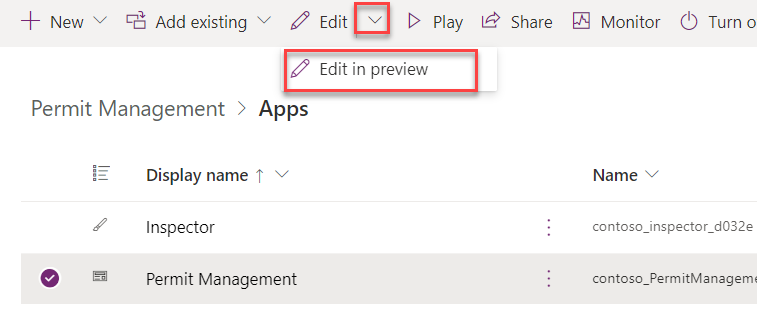 New Add existing Edit Play Share Monitor Turn o
Edit in preview
Permit Management > Apps
Display name ↑ Name
Inspector contoso_inspector_d032e
Permit Management contoso_PermitManageme